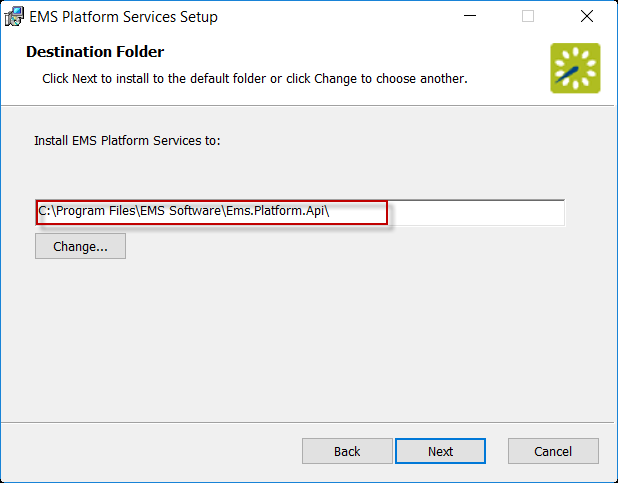 EMS Platform Services Setup
Destination Folder
Click Next to install to the default folder or click Change to choose another.
Install EMS Platform Services to:
C:\Program Files\EMS Software\Ems.Platform.Api\
Change...
Back
Next
Cancel